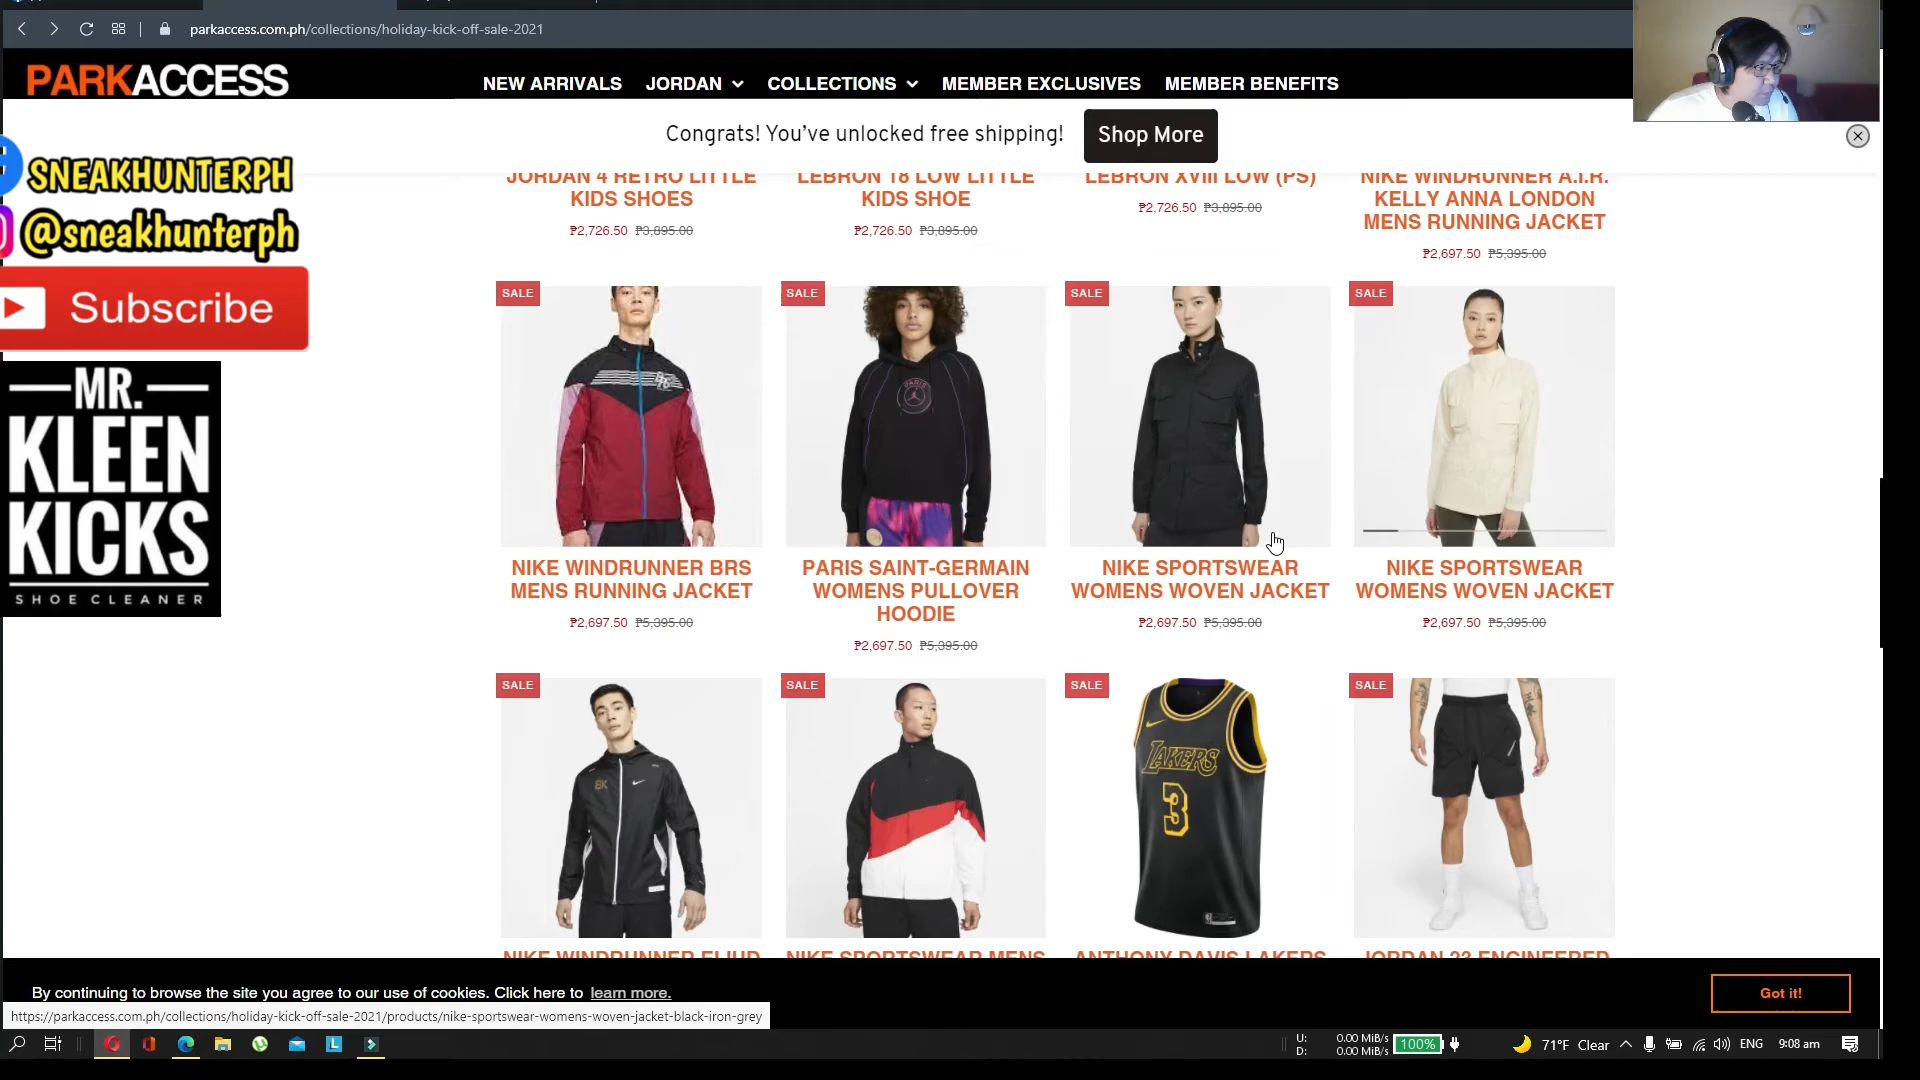 parkaccess.com.ph/collections/holiday-kick-off-sale-2021
PARKACCESS
NEW ARRIVALS JORDAN COLLECTIONS MEMBER EXCLUSIVES MEMBER BENEFITS
Congrats! You’ve unlocked free shipping! Shop More
SNEAKHUNTERPH
@sneakhunterph
Subscribe
MR.
KLEEN
KICKS
SHOE CLEANER
JORDAN 4 RETRO LITTLE
KIDS SHOES
₱2,726.50 ₱3,895.00
LEBRON 18 LOW LITTLE
KIDS SHOE
₱2,726.50 ₱3,895.00
LEBRON XVIII LOW (PS)
₱2,726.50 ₱3,895.00
NIKE WINDRUNNER A.I.R.
KELLY ANNA LONDON
MENS RUNNING JACKET
₱2,697.50 ₱5,395.00
SALE
NIKE WINDRUNNER BRS
MENS RUNNING JACKET
₱2,697.50 ₱5,395.00
SALE
PARIS
PARIS SAINT-GERMAIN
WOMENS PULLOVER
HOODIE
₱2,697.50 ₱5,395.00
SALE
NIKE SPORTSWEAR
WOMENS WOVEN JACKET
₱2,697.50 ₱5,395.00
SALE
NIKE SPORTSWEAR
WOMENS WOVEN JACKET
₱2,697.50 ₱5,395.00
SALE
NIKE WINDRUNNER ELIUD
SALE
NIKE SPORTSWEAR MENS
SALE
LAKERS
3
ANTHONY DAVIS LAKERS
SALE
JORDAN 23 ENGINEERED
By continuing to browse the site you agree to our use of cookies. Click here to learn more.
Got it!
https://parkaccess.com.ph/collections/holiday-kick-off-sale-2021/products/nike-sportswear-womens-woven-jacket-black-iron-grey
U: 0.00 MiB/s
D: 0.00 MiB/s
100%
71°F Clear
ENG
9:08 am